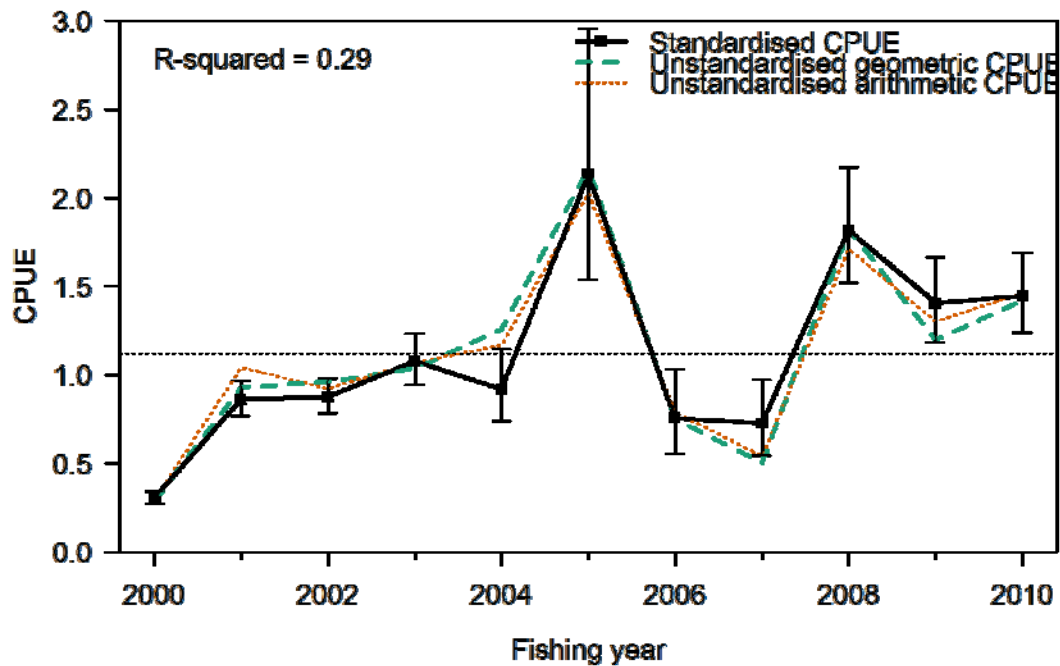 R-squared = 0.29
Standardised CPUE
Unstandardised geometric CPUE
Unstandardised arithmetic CPUE
CPUE
3.0
2.5
2.0
1.5
1.0
0.5
0.0
2000 2002 2004 2006 2008 2010
Fishing year